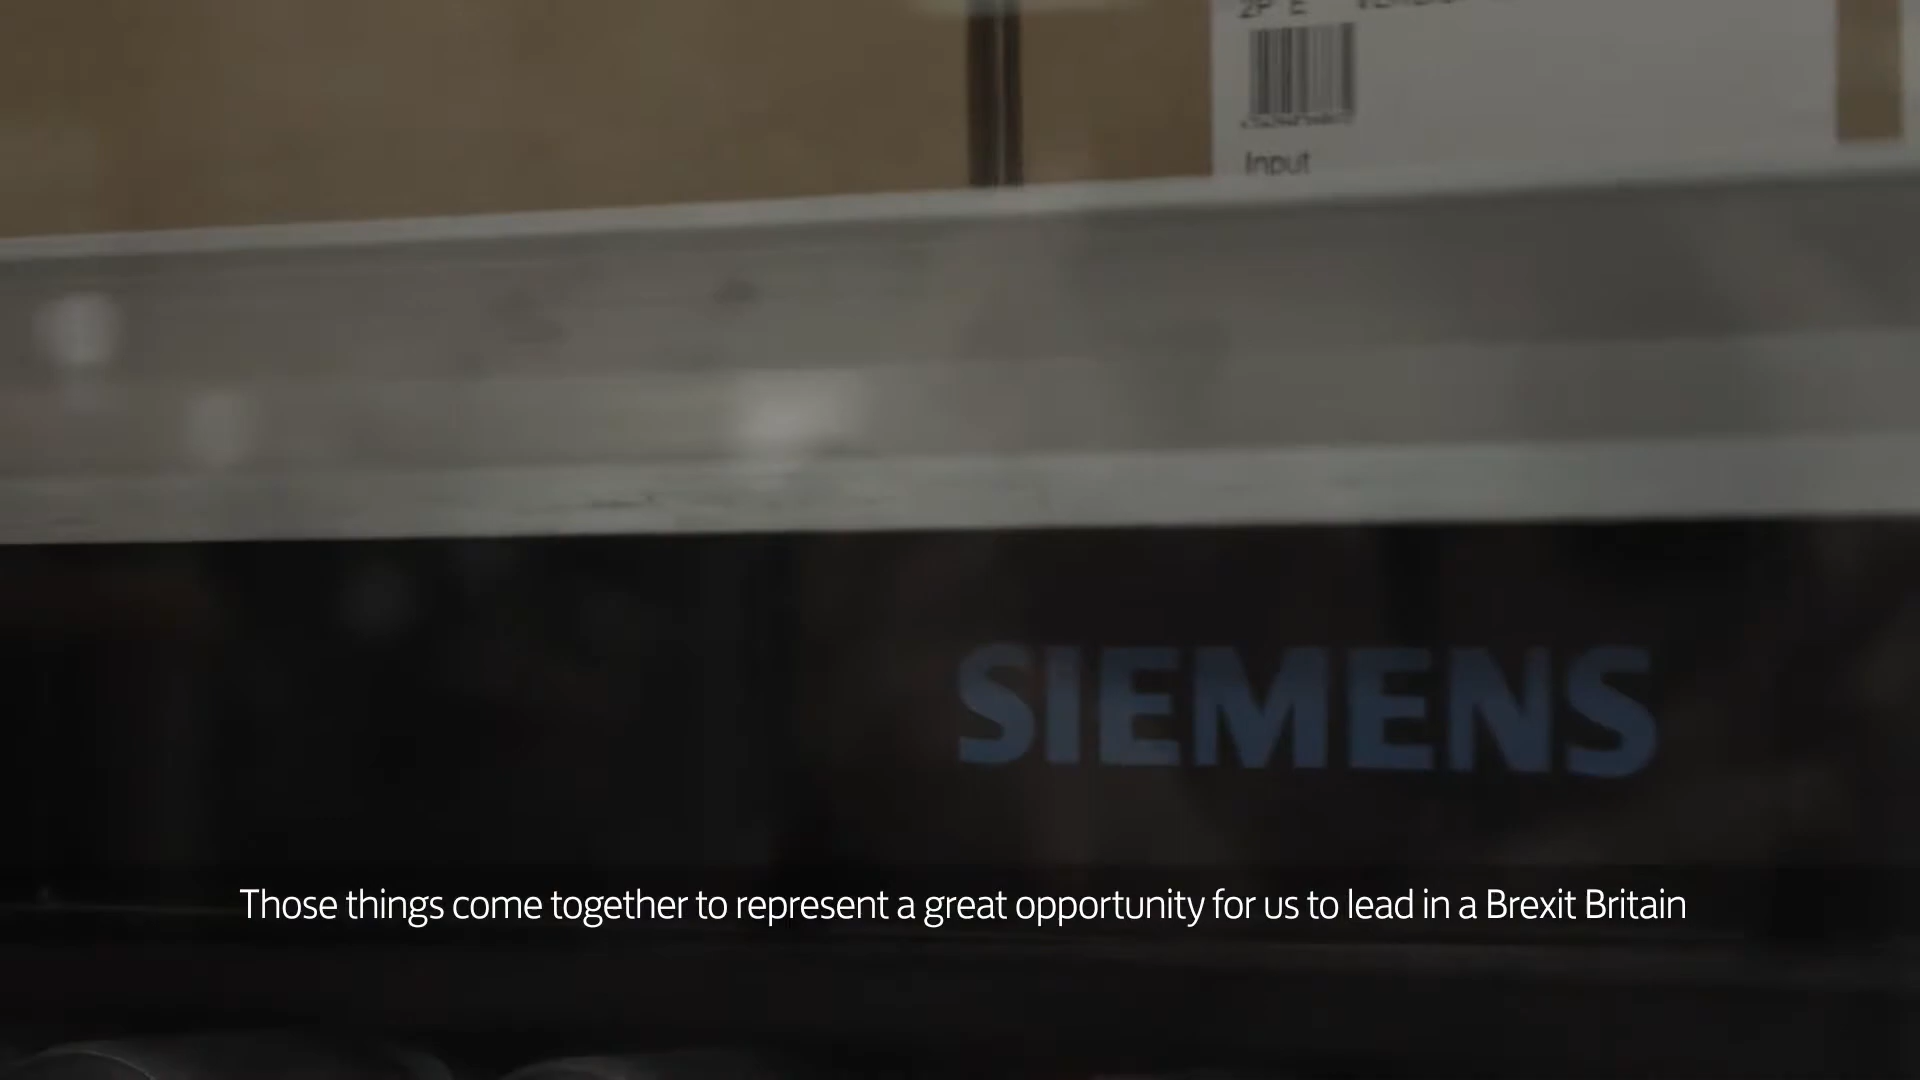 Input
SIEMENS
Those things come together to represent a great opportunity for us to lead in a Brexit Britain